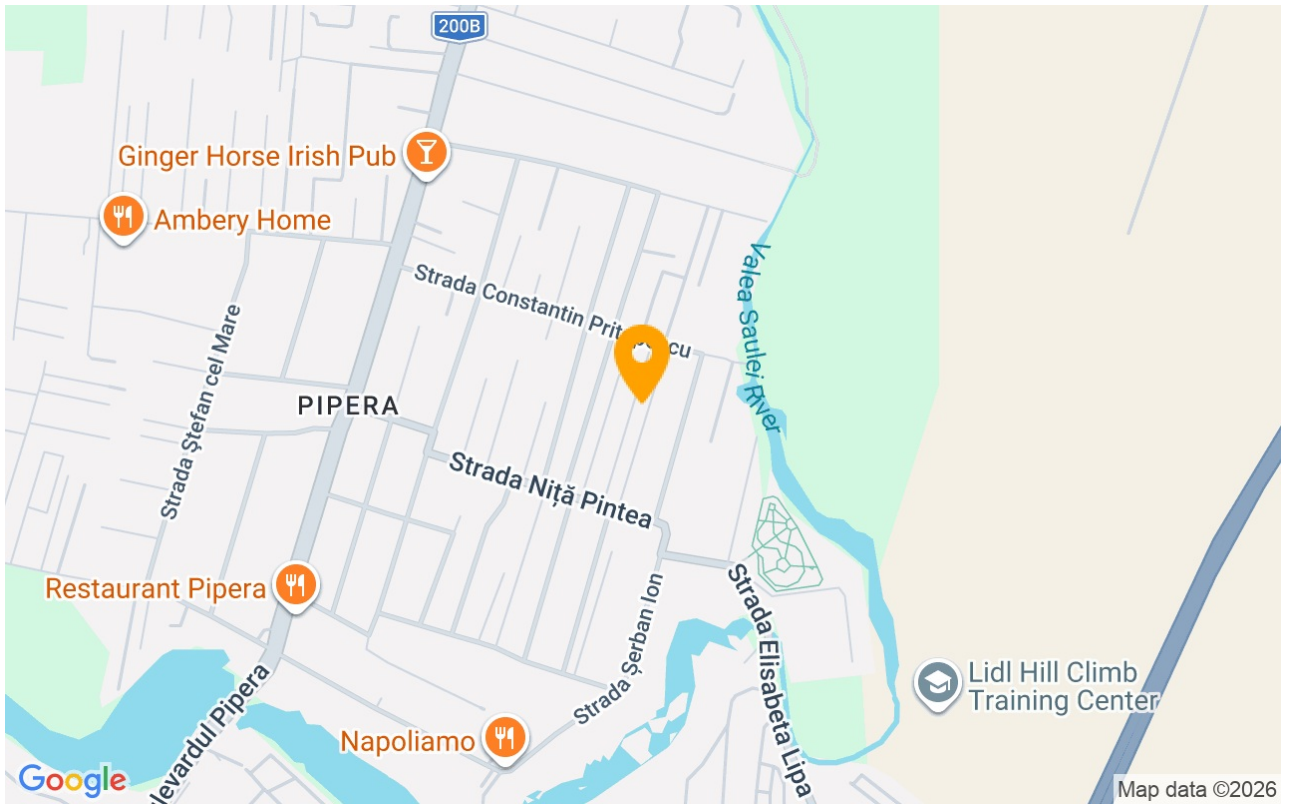 200B
Ginger Horse Irish Pub
Ambery Home
Strada Constantin
cu
Valea Saulei River
Strada Ștefan cel Mare
PIPERA
Strada Niță Pintea
Restaurant Pipera
Strada Șerban Ion
Strada Elisabeta Lipa
Lidl Hill Climb
Training Center
Pipera
Napoliamo
Google
Map data ©2026